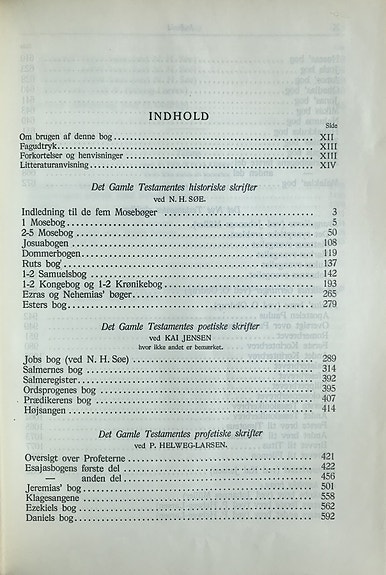 INDHOLD
Side
Om brugen af denne bog ........ XII
Fagudtryk ........ XIII
Forkortelser og henvisninger ........ XIII
Litteraturanvisning ........ XIV
Det Gamle Testamentes historiske skrifter
ved N. H. SØE.
Indledning til de fem Mosebøger ........ 3
1 Mosebog ........ 5
2-5 Mosebog ........ 50
Josuabogen ........ 108
Dommerbogen ........ 119
Ruts bog ........ 137
1-2 Samuelsbog ........ 142
1-2 Kongebog og 1-2 Krønikebog ........ 193
Ezras og Nehemias' bøger ........ 265
Esters bog ........ 279
Det Gamle Testamentes poetiske skrifter
ved KAI JENSEN
hvor ikke andet er bemærket.
Jobs bog (ved N. H. Søe) ........ 289
Salmernes bog ........ 314
Salmeregister ........ 392
Ordsprogenes bog ........ 395
Prædikerens bog ........ 407
Højsangen ........ 414
Det Gamle Testamentes profetiske skrifter
ved P. HELWEG-LARSEN.
Oversigt over Profeterne ........ 421
Esajasbogens første del ........ 422
— anden del ........ 456
Jeremias' bog ........ 501
Klagesangene ........ 558
Ezekiels bog ........ 562
Daniels bog ........ 592